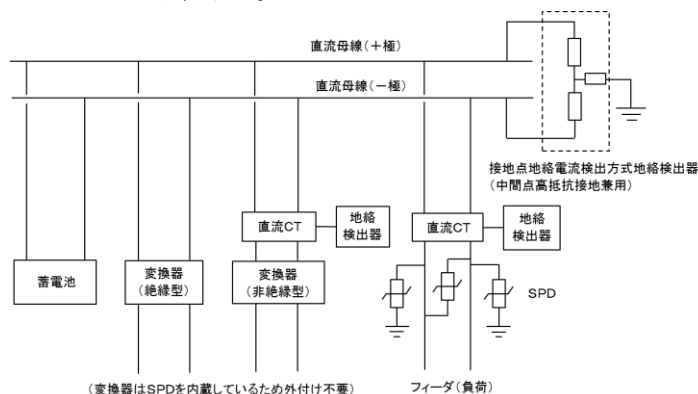 直流母線(+極)
直流母線(-極)
接地点地絡電流検出方式地絡検出器
(中間点高抵抗接地兼用)
直流CT
地絡
検出器
直流CT
地絡
検出器
蓄電池
変換器
(絶縁型)
変換器
(非絶縁型)
SPD
(変換器はSPDを内蔵しているため外付け不要)
フィーダ(負荷)